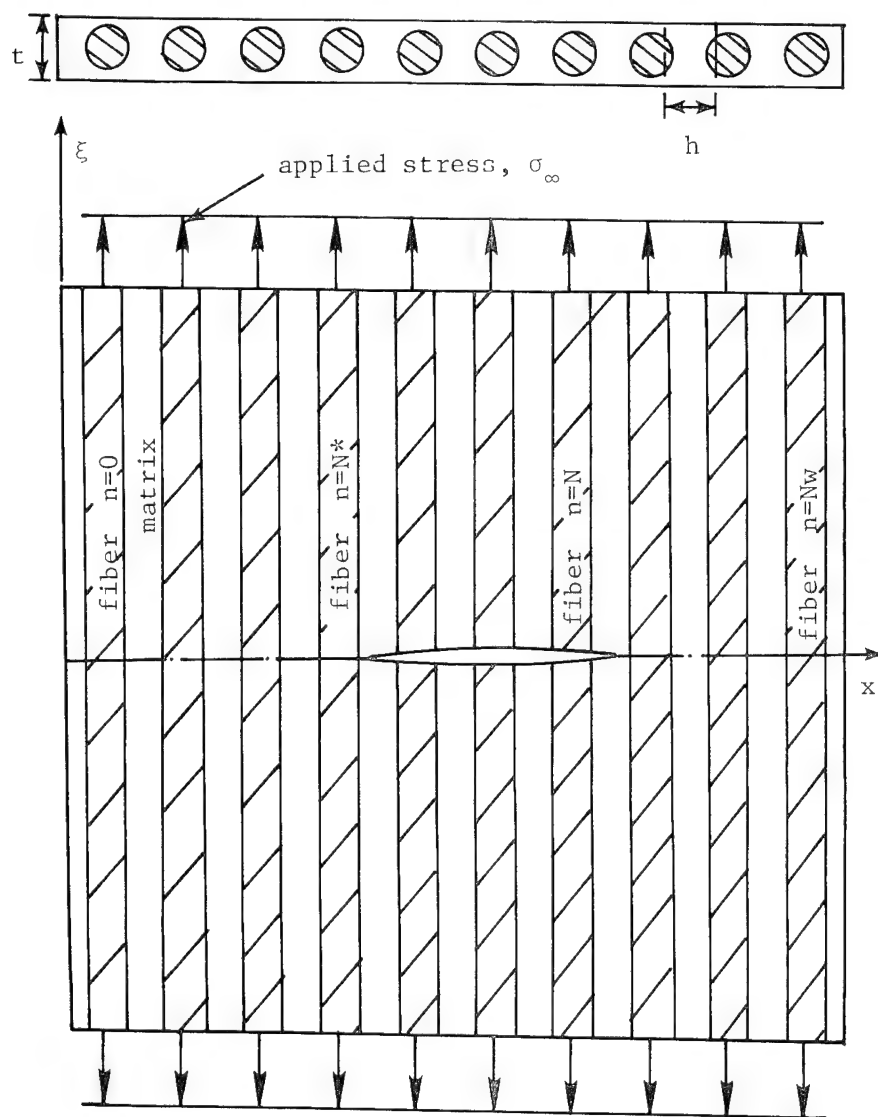 t
h
ξ
applied stress, σ∞
fiber n=0
matrix
fiber n=N*
fiber n=N
fiber n=Nw
x